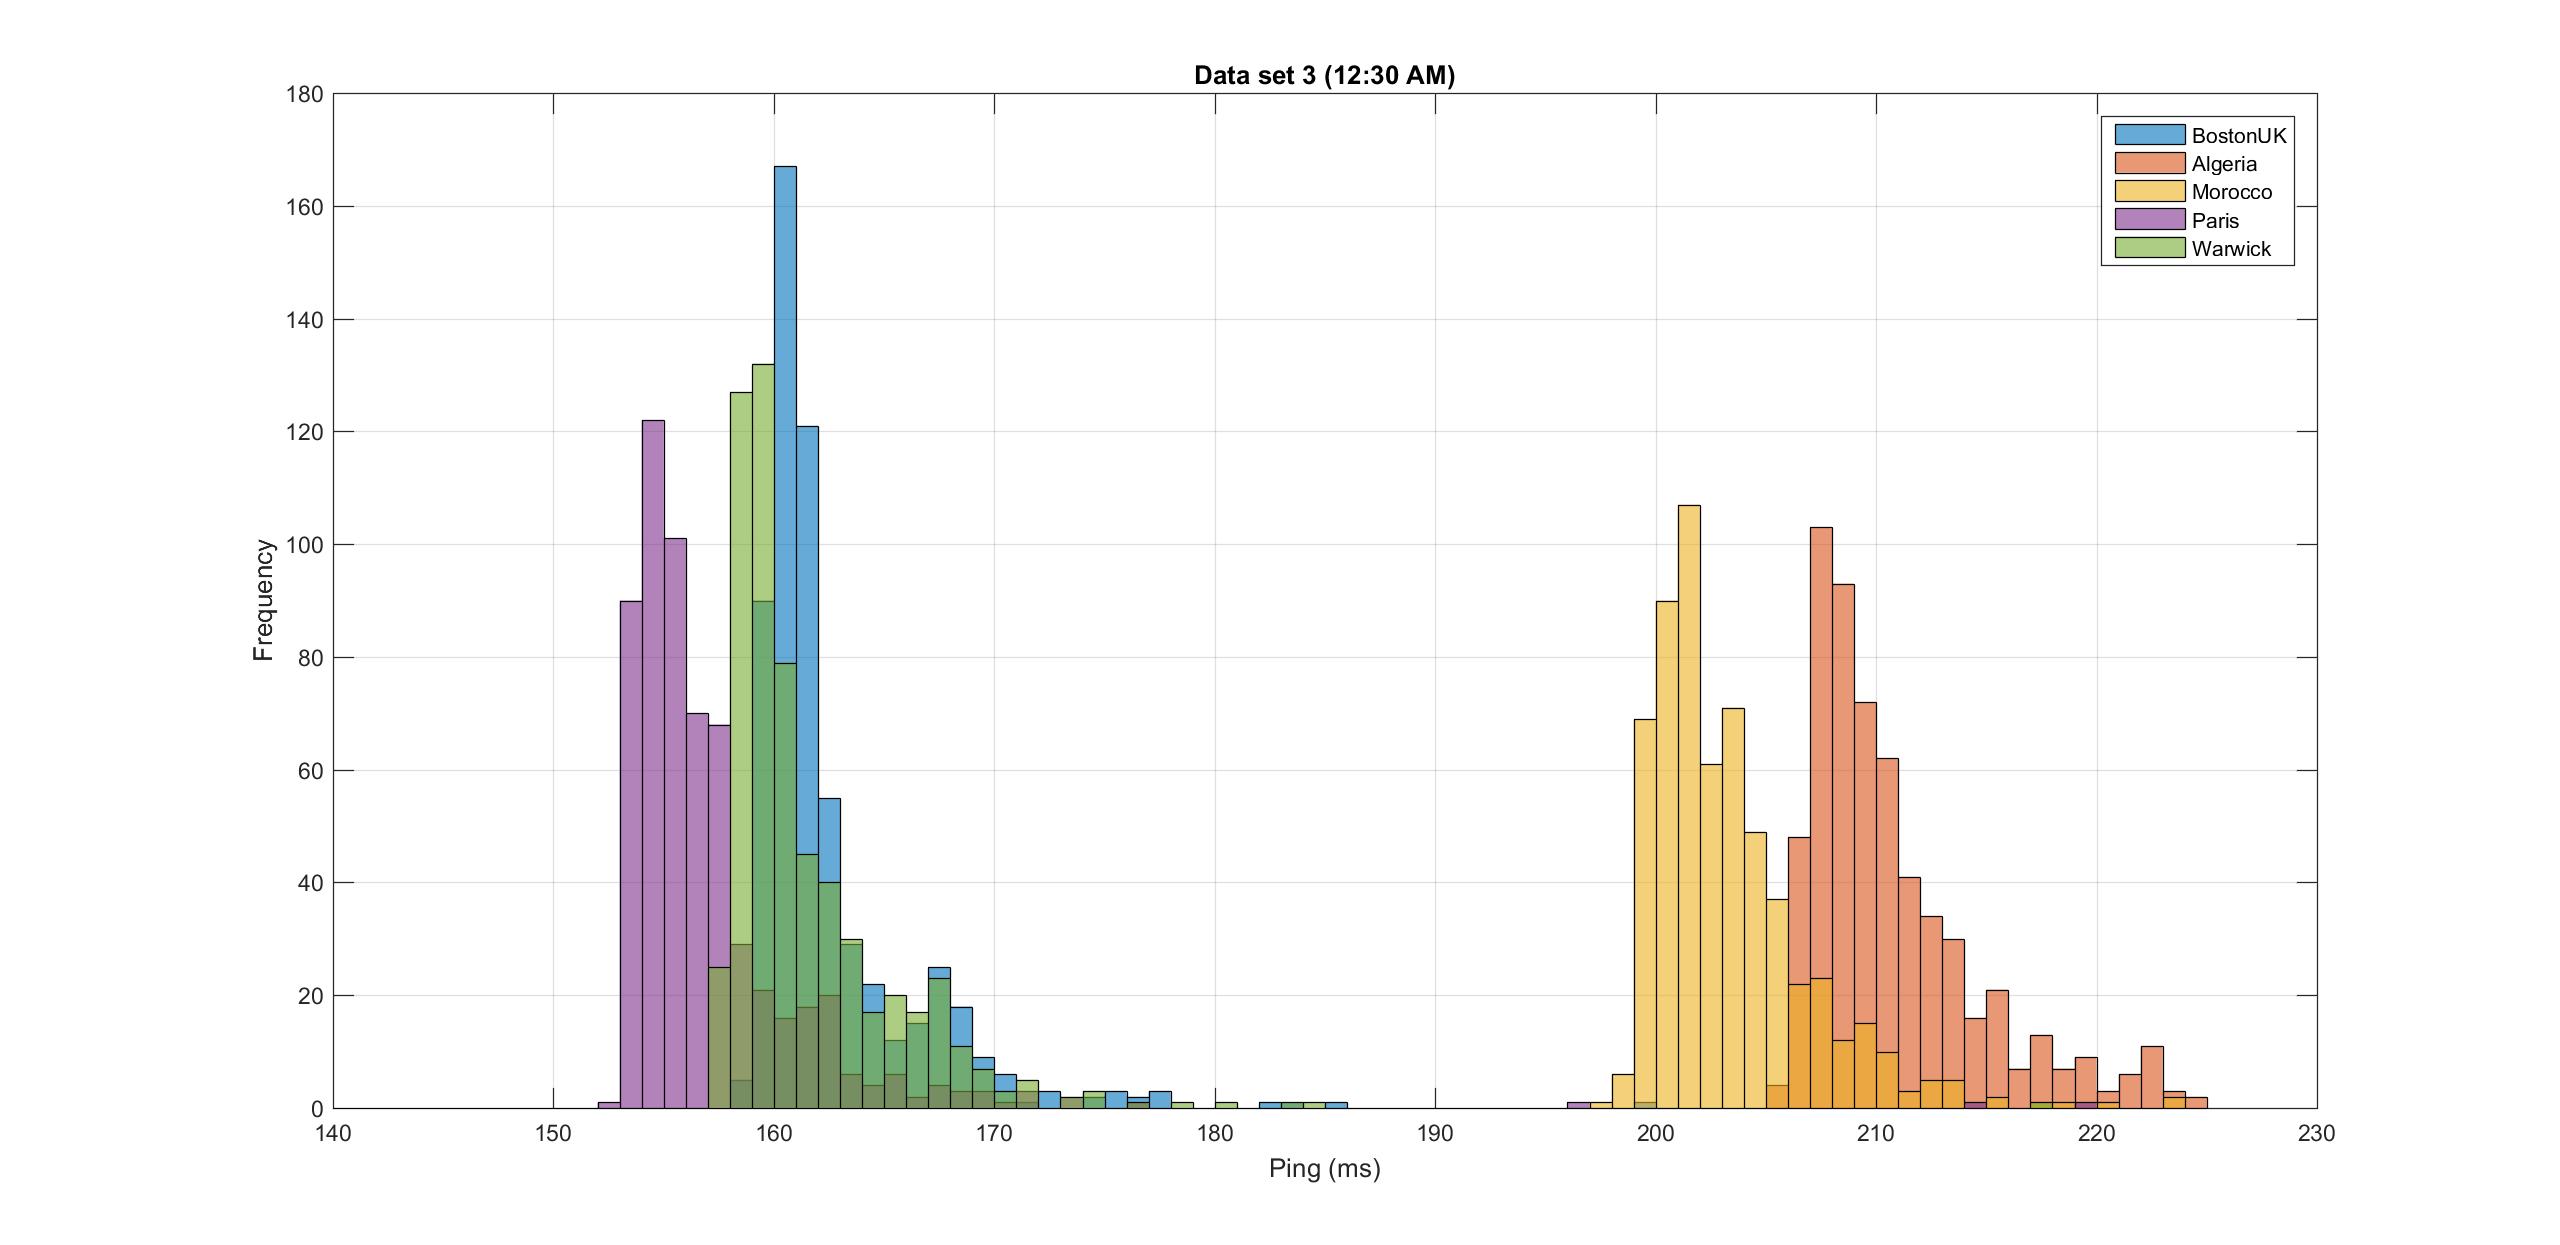 Data set 3 (12:30 AM)
180
160
140
120
100
80
60
40
20
0
Frequency
140 150 160 170 180 190 200 210 220 230
Ping (ms)
BostonUK
Algeria
Morocco
Paris
Warwick